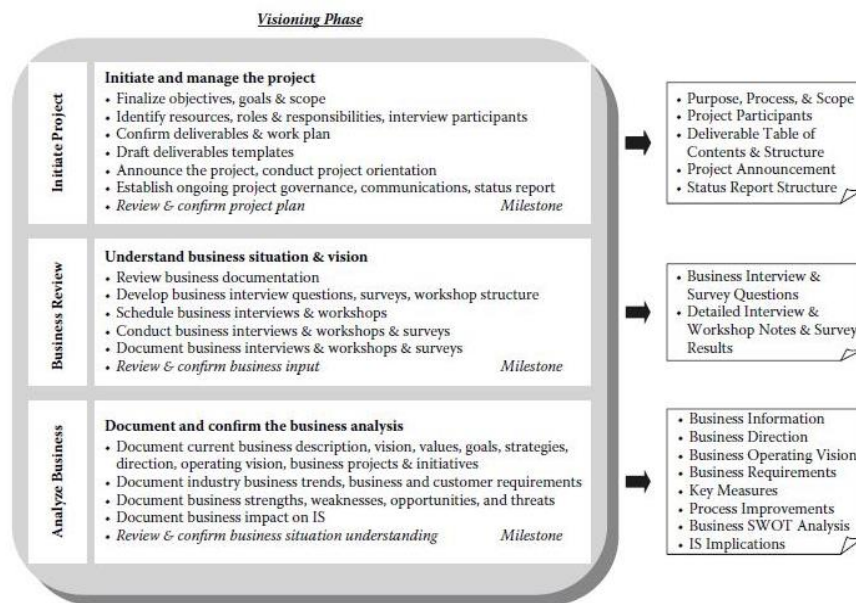 Visioning Phase
Initiate Project
Initiate and manage the project
• Finalize objectives, goals & scope
• Identify resources, roles & responsibilities, interview participants
• Confirm deliverables & work plan
• Draft deliverables templates
• Announce the project, conduct project orientation
• Establish ongoing project governance, communications, status report
• Review & confirm project plan Milestone
• Purpose, Process, & Scope
• Project Participants
• Deliverable Table of
Contents & Structure
• Project Announcement
• Status Report Structure
Business Review
Understand business situation & vision
• Review business documentation
• Develop business interview questions, surveys, workshop structure
• Schedule business interviews & workshops
• Conduct business interviews & workshops & surveys
• Document business interviews & workshops & surveys
• Review & confirm business input Milestone
• Business Interview &
Survey Questions
• Detailed Interview &
Workshop Notes & Survey
Results
Analyze Business
Document and confirm the business analysis
• Document current business description, vision, values, goals, strategies,
direction, operating vision, business projects & initiatives
• Document industry business trends, business and customer requirements
• Document business strengths, weaknesses, opportunities, and threats
• Document business impact on IS
• Review & confirm business situation understanding Milestone
• Business Information
• Business Direction
• Business Operating Vision
• Business Requirements
• Key Measures
• Process Improvements
• Business SWOT Analysis
• IS Implications